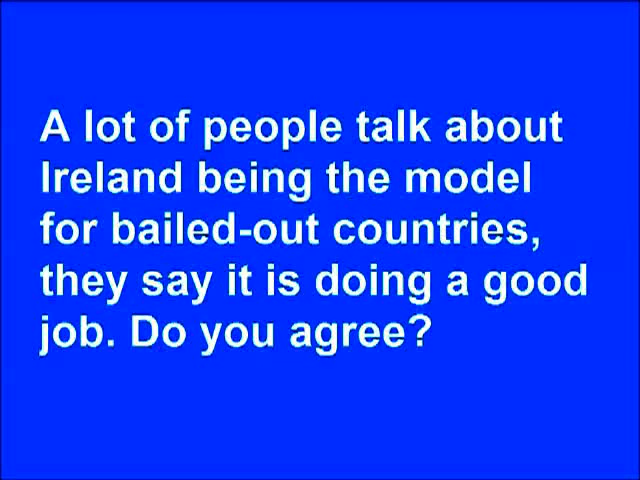 A lot of people talk about
Ireland being the model
for bailed-out countries,
they say it is doing a good
job. Do you agree?